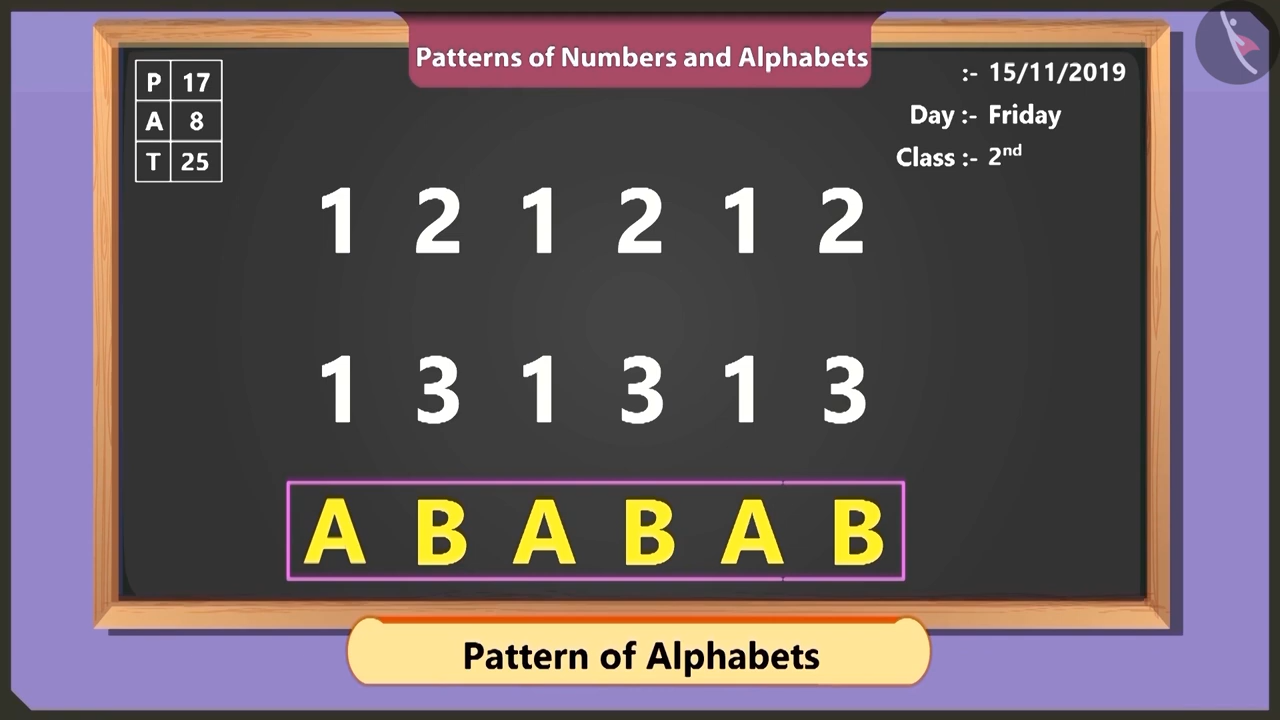 Patterns of Numbers and Alphabets
P 17
A 8
T 25
:- 15/11/2019
Day :- Friday
Class :- 2nd
1 2 1 2 1 2
1 3 1 3 1 3
A B A B A B
Pattern of Alphabets